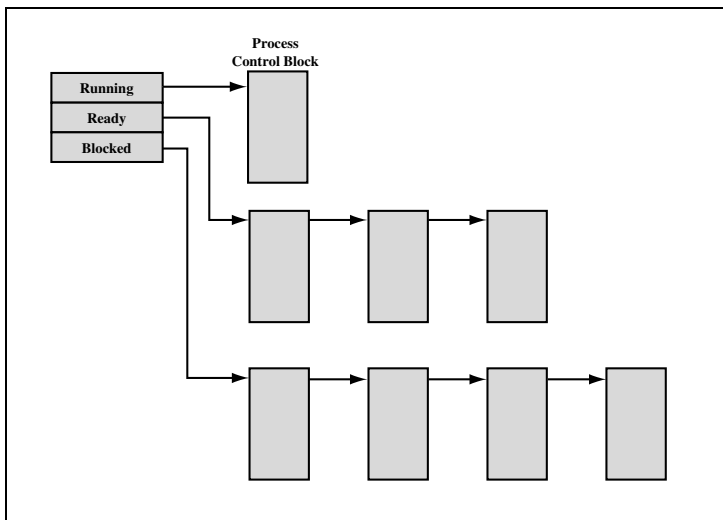 Process
Control Block
Running
Ready
Blocked